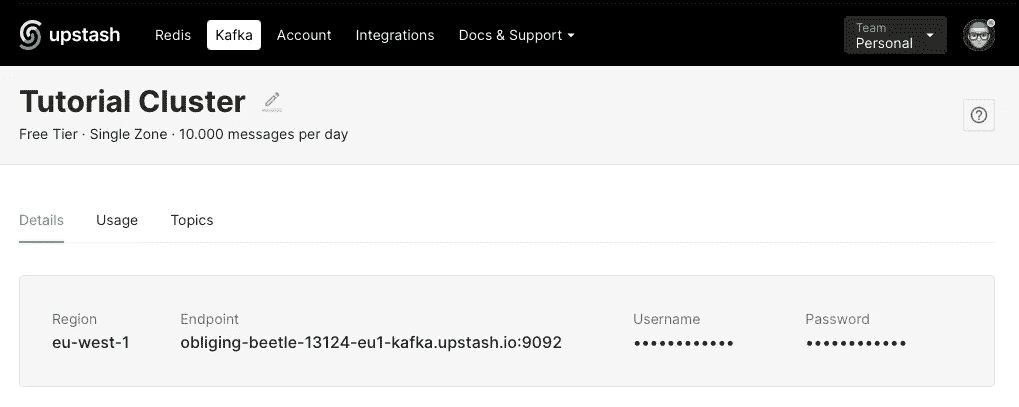 upstash
Redis
Kafka
Account
Integrations
Docs & Support
Team
Personal
Tutorial Cluster
Free Tier · Single Zone · 10.000 messages per day
Details
Usage
Topics
Region
Endpoint
Username
Password
eu-west-1
obliging-beetle-13124-eu1-kafka.upstash.io:9092
••••••••••••
••••••••••••